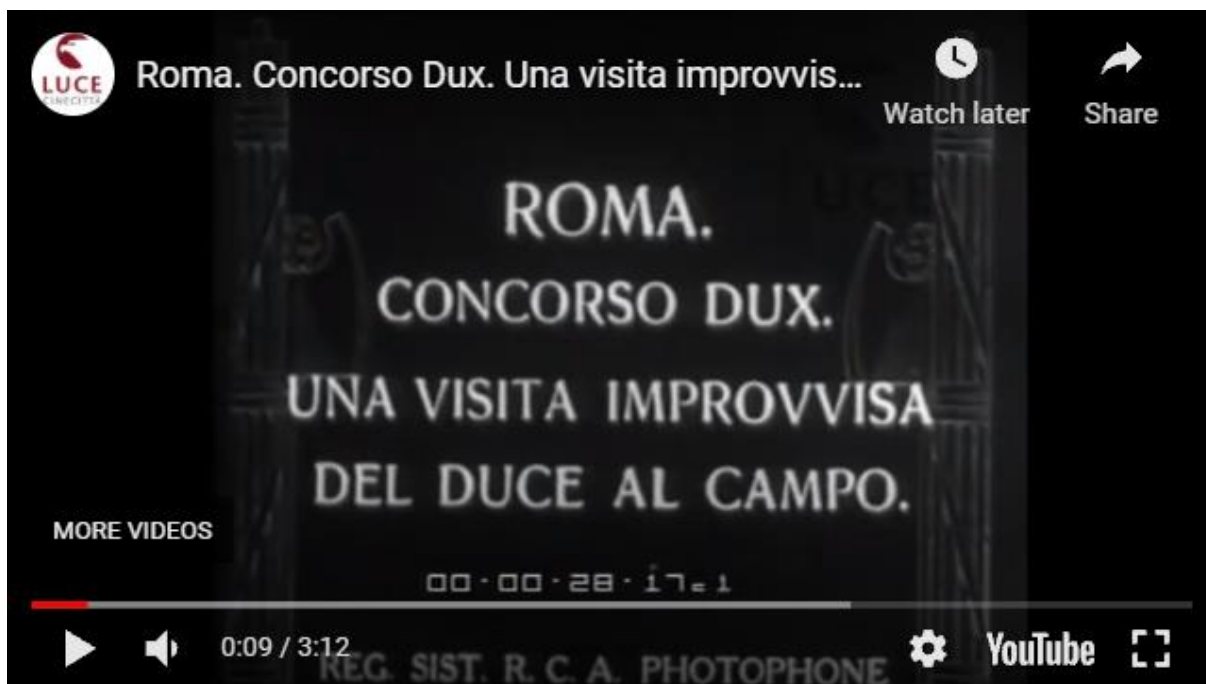 LUCE
CINECITTÀ
Roma. Concorso Dux. Una visita improvvis...
Watch later
Share
ROMA.
CONCORSO DUX.
UNA VISITA IMPROVVISA
DEL DUCE AL CAMPO.
MORE VIDEOS
00·00·28·17.1
0:09 / 3:12
REG. SIST. R. C. A. PHOTOPHONE
YouTube